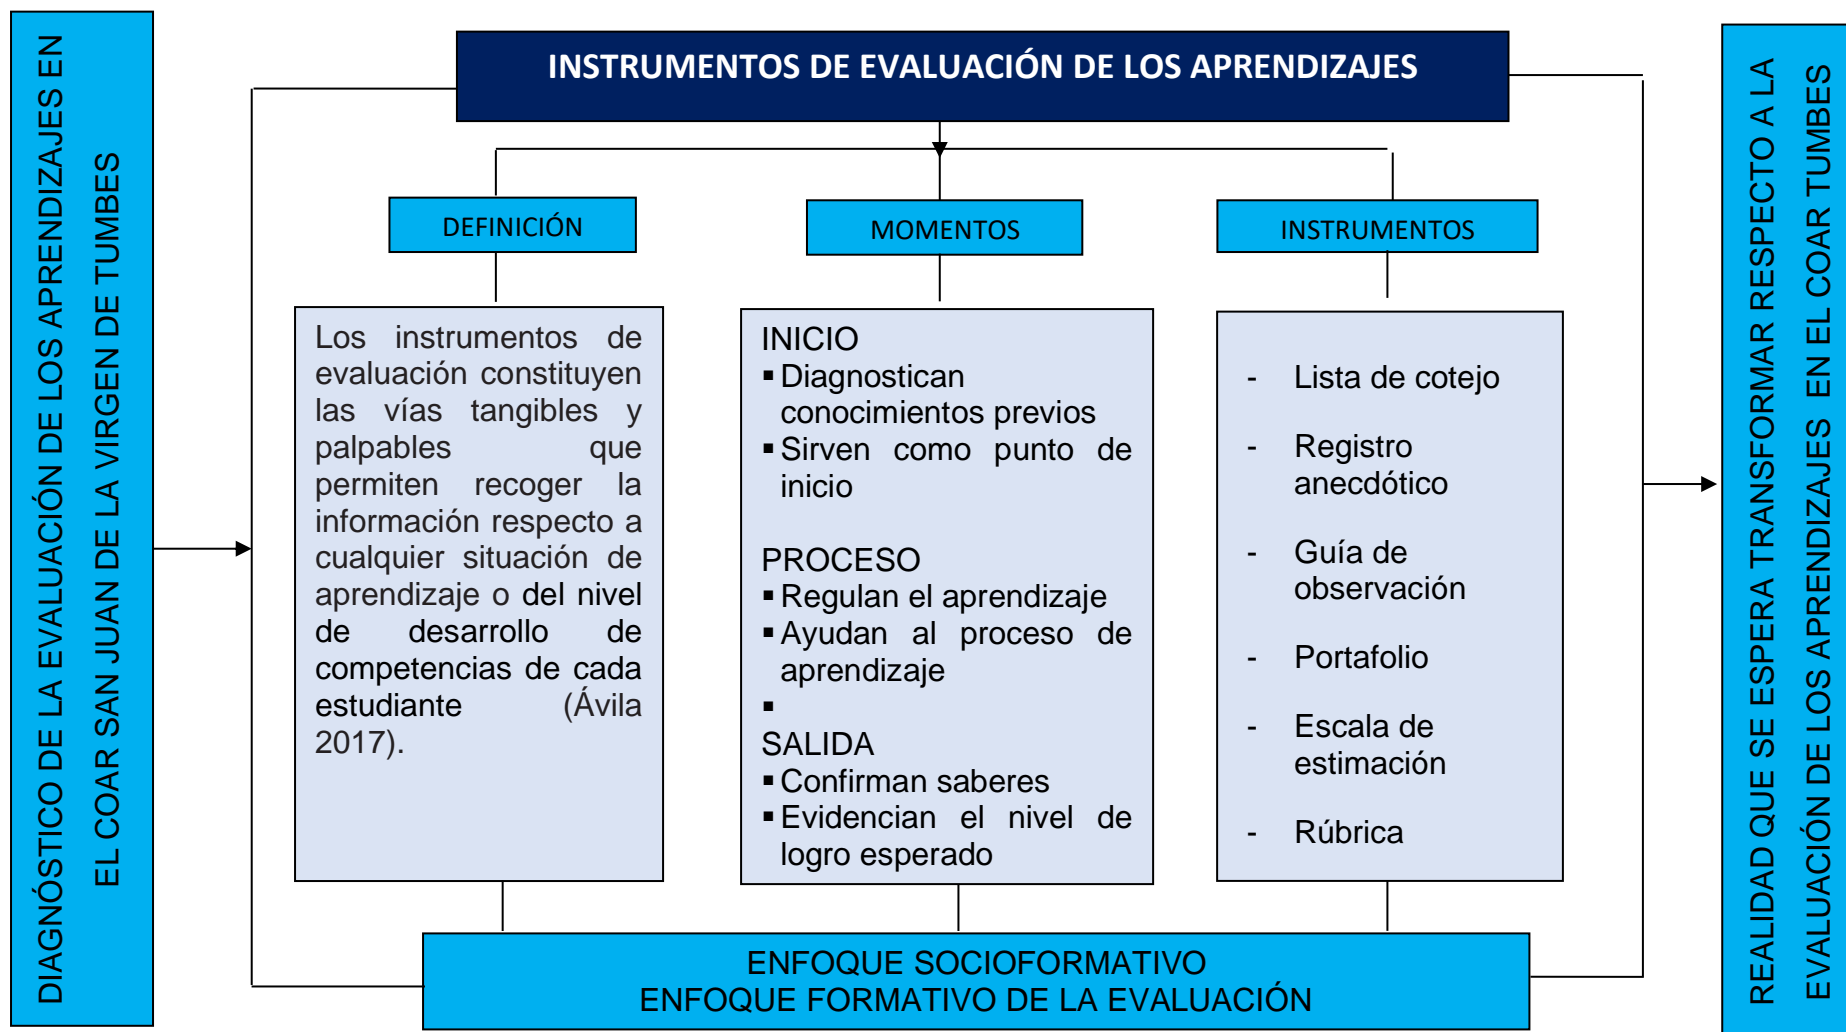 DIAGNÓSTICO DE LA EVALUACIÓN DE LOS APRENDIZAJES EN
EL COAR SAN JUAN DE LA VIRGEN DE TUMBES
INSTRUMENTOS DE EVALUACIÓN DE LOS APRENDIZAJES
DEFINICIÓN
Los instrumentos de
evaluación constituyen
las vías tangibles y
palpables que
permiten recoger la
información respecto a
cualquier situación de
aprendizaje o del nivel
de desarrollo de
competencias de cada
estudiante (Ávila
2017).
MOMENTOS
INICIO
▪ Diagnostican
conocimientos previos
▪ Sirven como punto de
inicio
PROCESO
▪ Regulan el aprendizaje
▪ Ayudan al proceso de
aprendizaje
▪
SALIDA
▪ Confirman saberes
▪ Evidencian el nivel de
logro esperado
INSTRUMENTOS
- Lista de cotejo
- Registro
anecdótico
- Guía de
observación
- Portafolio
- Escala de
estimación
- Rúbrica
ENFOQUE SOCIOFORMATIVO
ENFOQUE FORMATIVO DE LA EVALUACIÓN
REALIDAD QUE SE ESPERA TRANSFORMAR RESPECTO A LA
EVALUACIÓN DE LOS APRENDIZAJES EN EL COAR TUMBES